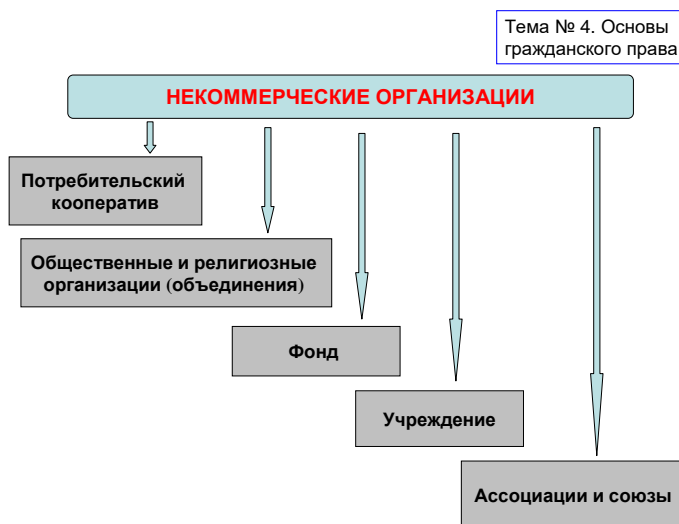 Тема № 4. Основы
гражданского права
НЕКОММЕРЧЕСКИЕ ОРГАНИЗАЦИИ
Потребительский
кооператив
Общественные и религиозные
организации (объединения)
Фонд
Учреждение
Ассоциации и союзы